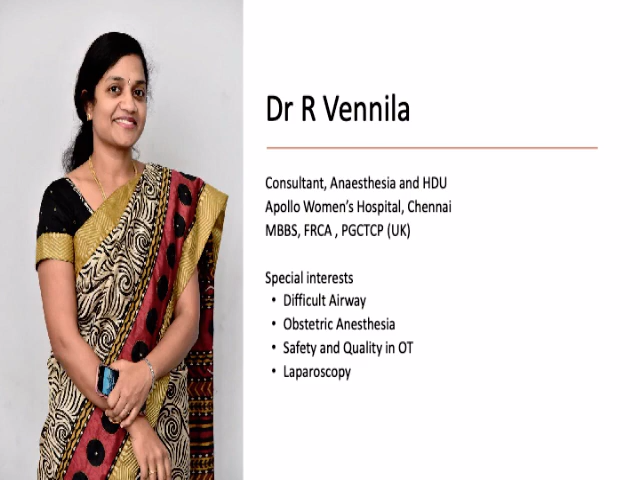 Dr R Vennila
Consultant, Anaesthesia and HDU
Apollo Women’s Hospital, Chennai
MBBS, FRCA , PGCTCP (UK)
Special interests
• Difficult Airway
• Obstetric Anesthesia
• Safety and Quality in OT
• Laparoscopy